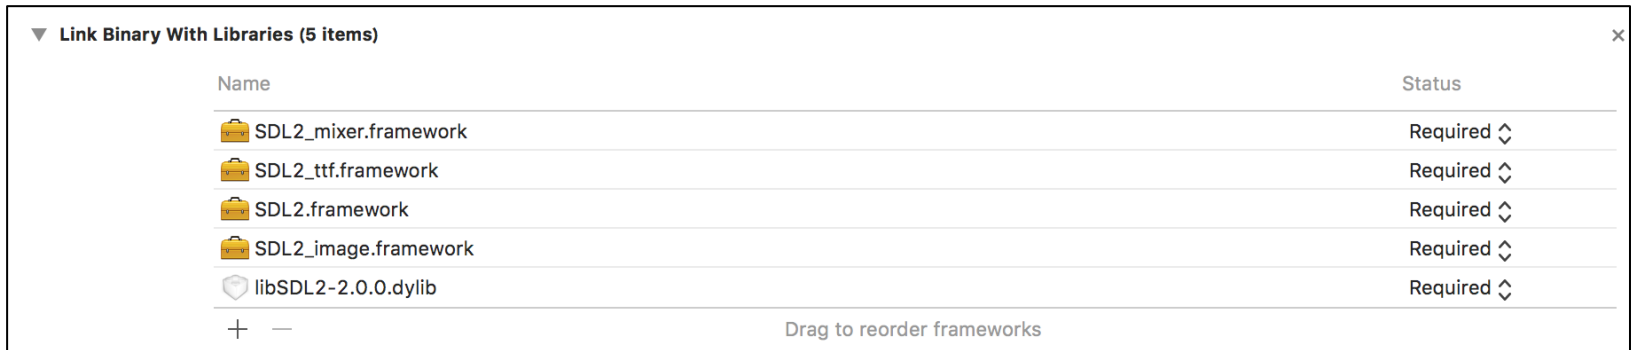 Link Binary With Libraries (5 items)
Name Status
SDL2_mixer.framework Required
SDL2_ttf.framework Required
SDL2.framework Required
SDL2_image.framework Required
libSDL2-2.0.0.dylib Required
Drag to reorder frameworks